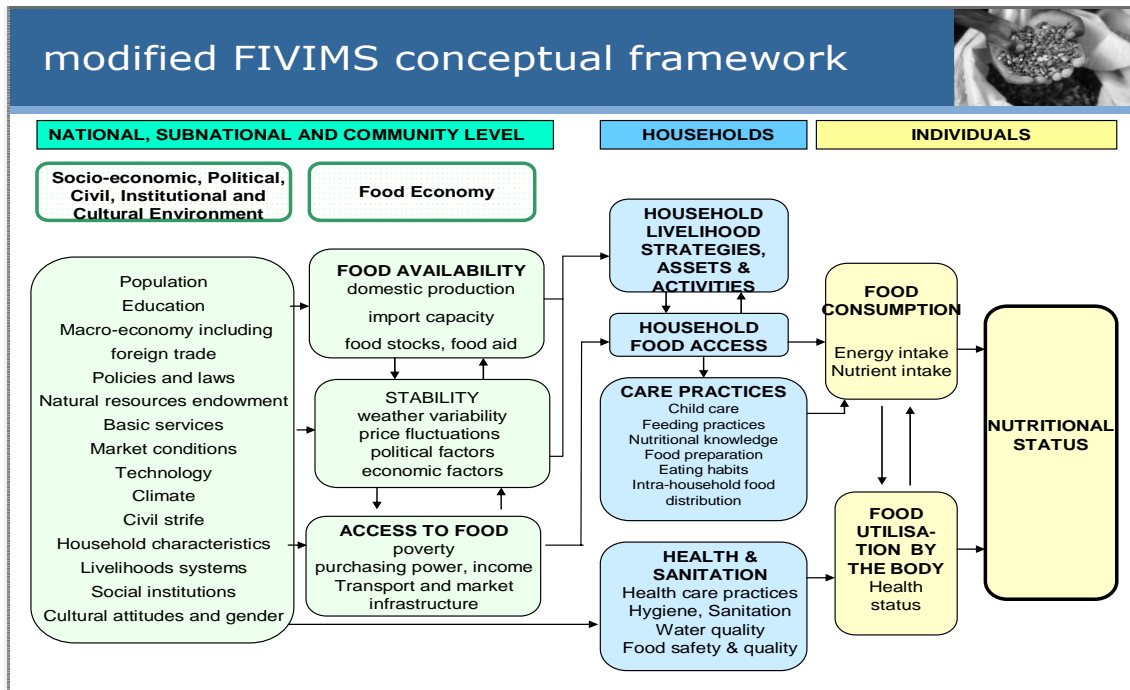 modified FIVIMS conceptual framework
NATIONAL, SUBNATIONAL AND COMMUNITY LEVEL
HOUSEHOLDS
INDIVIDUALS
Socio-economic, Political,
Civil, Institutional and
Cultural Environment
Food Economy
Population
Education
Macro-economy including
foreign trade
Policies and laws
Natural resources endowment
Basic services
Market conditions
Technology
Climate
Civil strife
Household characteristics
Livelihoods systems
Social institutions
Cultural attitudes and gender
FOOD AVAILABILITY
domestic production
import capacity
food stocks, food aid
STABILITY
weather variability
price fluctuations
political factors
economic factors
ACCESS TO FOOD
poverty
purchasing power, income
Transport and market
infrastructure
HOUSEHOLD
LIVELIHOOD
STRATEGIES,
ASSETS &
ACTIVITIES
HOUSEHOLD
FOOD ACCESS
CARE PRACTICES
Child care
Feeding practices
Nutritional knowledge
Food preparation
Eating habits
Intra-household food
distribution
HEALTH &
SANITATION
Health care practices
Hygiene, Sanitation
Water quality
Food safety & quality
FOOD
CONSUMPTION
Energy intake
Nutrient intake
FOOD
UTILISA-
TION BY
THE BODY
Health
status
NUTRITIONAL
STATUS